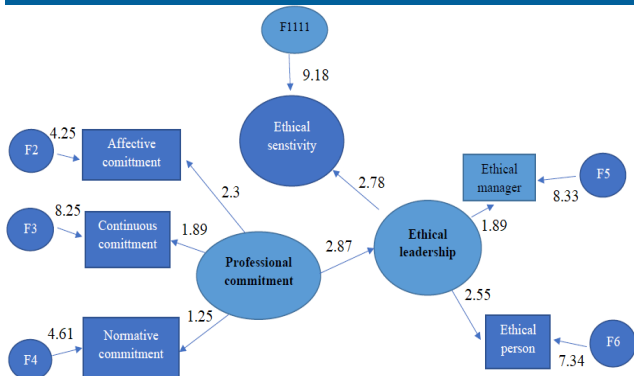 F1111
9.18
Ethical
senstivity
F2
4.25
Affective
comittment
2.3
2.78
Ethical
manager
F5
8.33
F3
8.25
Continuous
comittment
1.89
Professional
commitment
2.87
Ethical
leadership
1.89
2.55
F4
4.61
Normative
commitment
1.25
Ethical
person
F6
7.34